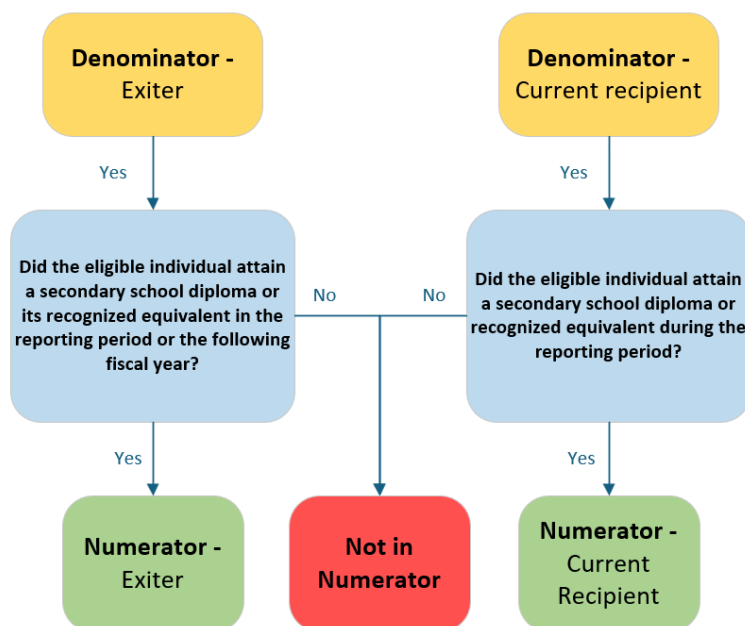 Denominator -
Exiter
Denominator -
Current recipient
Yes
Yes
Did the eligible individual attain
a secondary school diploma or
its recognized equivalent in the
reporting period or the following
fiscal year?
No
No
Did the eligible individual attain
a secondary school diploma or
recognized equivalent during the
reporting period?
Yes
Yes
Numerator -
Exiter
Not in
Numerator
Numerator -
Current
Recipient